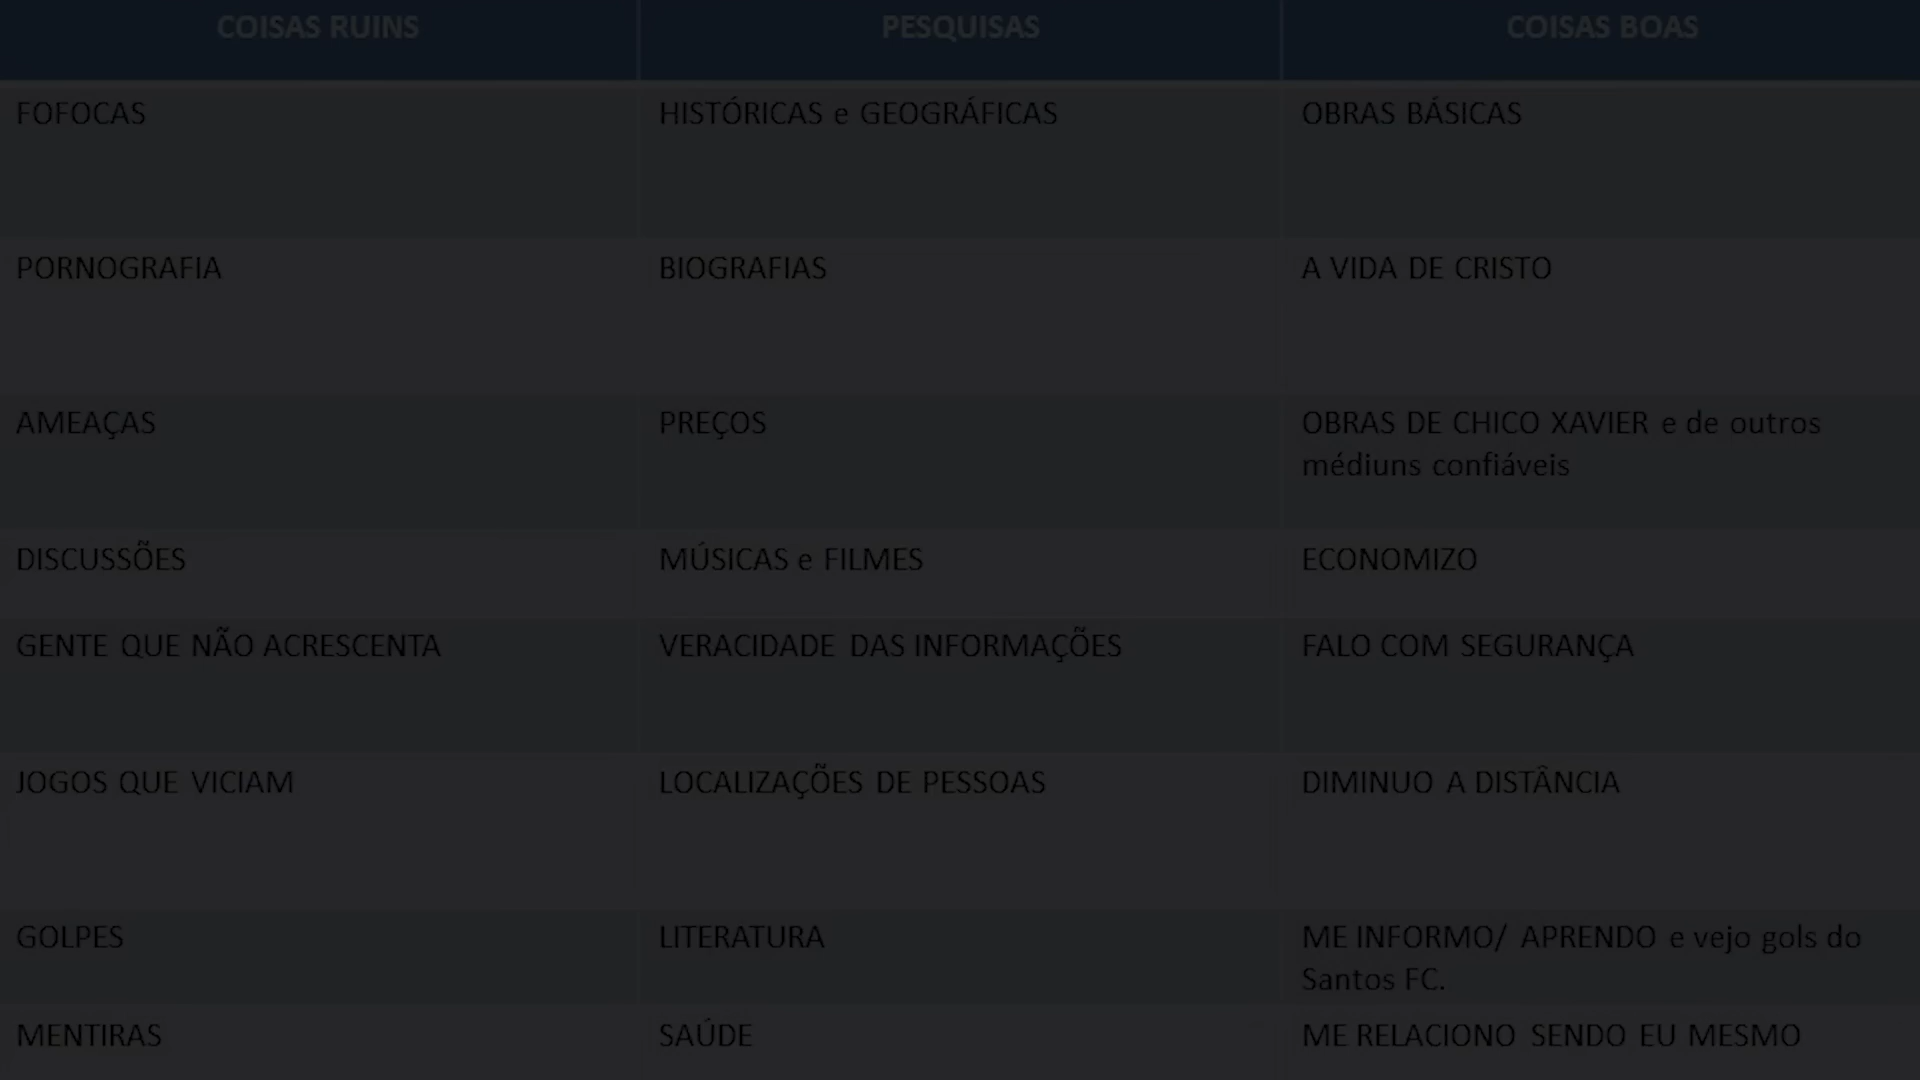 COISAS RUINS PESQUISAS COISAS BOAS
FOFOCAS HISTÓRICAS e GEOGRÁFICAS OBRAS BÁSICAS
PORNOGRAFIA BIOGRAFIAS A VIDA DE CRISTO
AMEAÇAS PREÇOS OBRAS DE CHICO XAVIER e de outros
médiuns confiáveis
DISCUSSÕES MÚSICAS e FILMES ECONOMIZO
GENTE QUE NÃO ACRESCENTA VERACIDADE DAS INFORMAÇÕES FALO COM SEGURANÇA
JOGOS QUE VICIAM LOCALIZAÇÕES DE PESSOAS DIMINUO A DISTÂNCIA
GOLPES LITERATURA ME INFORMO/ APRENDO e vejo gols do
Santos FC.
MENTIRAS SAÚDE ME RELACIONO SENDO EU MESMO